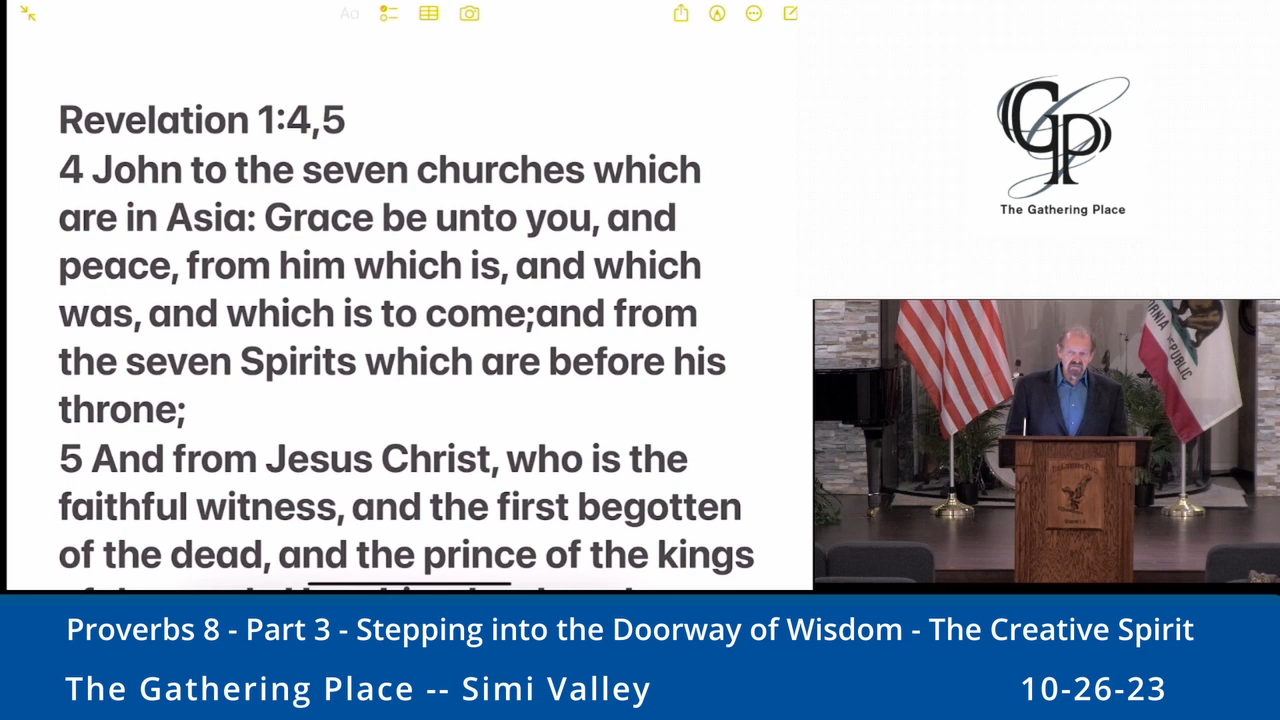 Aa
Revelation 1:4,5
4 John to the seven churches which
are in Asia: Grace be unto you, and
peace, from him which is, and which
was, and which is to come;and from
the seven Spirits which are before his
throne;
5 And from Jesus Christ, who is the
faithful witness, and the first begotten
of the dead, and the prince of the kings
GP
The Gathering Place
PUBLIC
Proverbs 8 - Part 3 - Stepping into the Doorway of Wisdom - The Creative Spirit
The Gathering Place -- Simi Valley
10-26-23